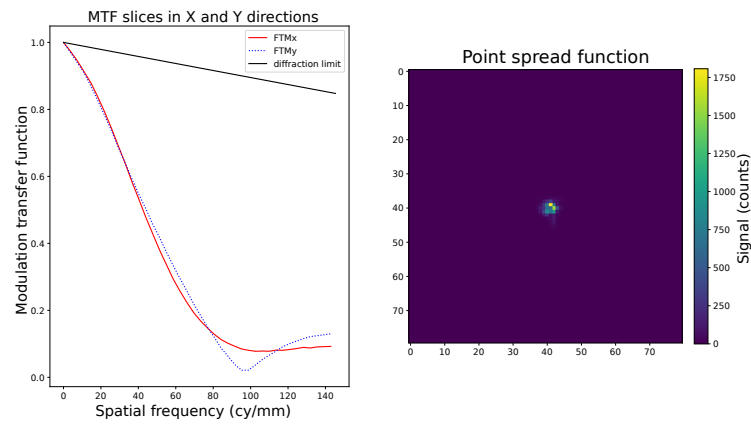 MTF slices in X and Y directions
FTMx
FTMy
diffraction limit
Modulation transfer function
1.0
0.8
0.6
0.4
0.2
0.0
0 20 40 60 80 100 120 140
Spatial frequency (cy/mm)
Point spread function
0
10
20
30
40
50
60
70
0 10 20 30 40 50 60 70
1750
1500
1250
1000
750
500
250
0
Signal (counts)